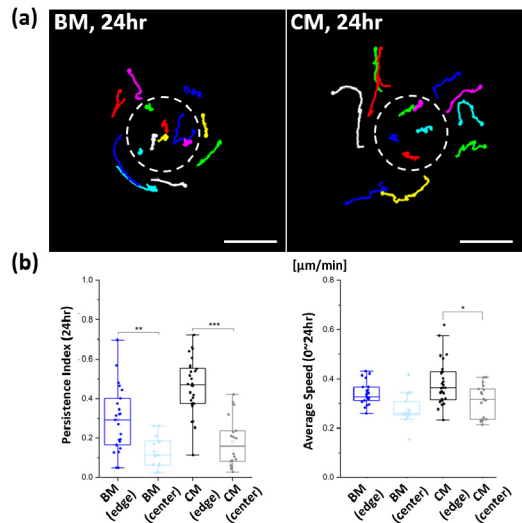 (a)
BM, 24hr
CM, 24hr
(b)
Persistence Index (24hr)
1.0
0.8
0.6
0.4
0.2
0.0
**
***
BM (edge)
BM (center)
CM (edge)
CM (center)
[μm/min]
Average Speed (0~24hr)
0.8
0.6
0.4
0.2
0.0
*
BM (edge)
BM (center)
CM (edge)
CM (center)